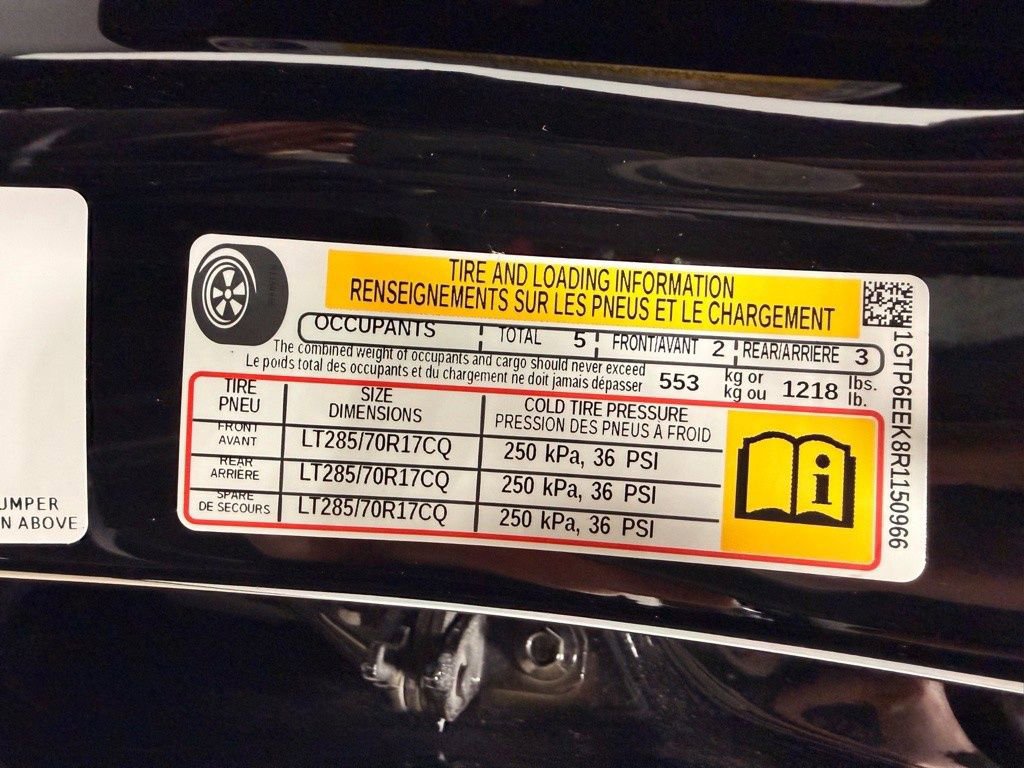 UMPER
N ABOVE
TIRE AND LOADING INFORMATION
RENSEIGNEMENTS SUR LES PNEUS ET LE CHARGEMENT
OCCUPANTS TOTAL 5 FRONT/AVANT 2 REAR/ARRIÈRE 3
The combined weight of occupants and cargo should never exceed
Le poids total des occupants et du chargement ne doit jamais dépasser
553 kg or 1218 lbs.
kg ou lb.
TIRE SIZE COLD TIRE PRESSURE
PNEU DIMENSIONS PRESSION DES PNEUS À FROID
FRONT
AVANT LT285/70R17CQ 250 kPa, 36 PSI
REAR
ARRIÈRE LT285/70R17CQ 250 kPa, 36 PSI
SPARE
DE SECOURS LT285/70R17CQ 250 kPa, 36 PSI
1GTP6EEK8R1150966